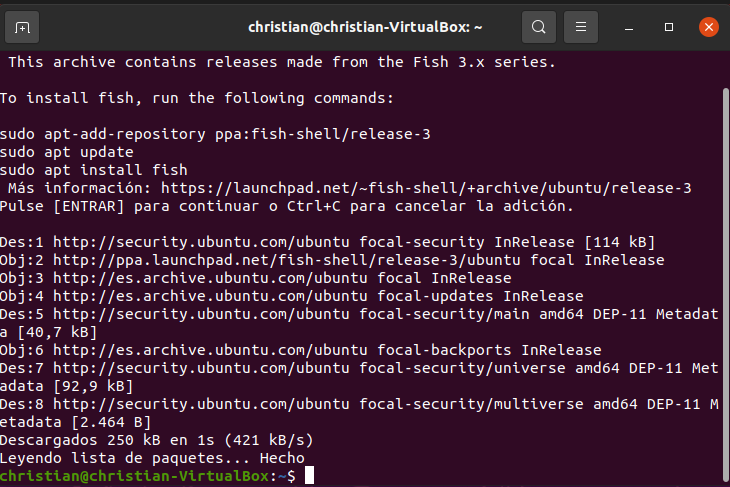 christian@christian-VirtualBox: ~
 This archive contains releases made from the Fish 3.x series.
To install fish, run the following commands:
sudo apt-add-repository ppa:fish-shell/release-3
sudo apt update
sudo apt install fish
 Más información: https://launchpad.net/~fish-shell/+archive/ubuntu/release-3
Pulse [ENTRAR] para continuar o Ctrl+C para cancelar la adición.
Des:1 http://security.ubuntu.com/ubuntu focal-security InRelease [114 kB]
Obj:2 http://ppa.launchpad.net/fish-shell/release-3/ubuntu focal InRelease
Obj:3 http://es.archive.ubuntu.com/ubuntu focal InRelease
Obj:4 http://es.archive.ubuntu.com/ubuntu focal-updates InRelease
Des:5 http://security.ubuntu.com/ubuntu focal-security/main amd64 DEP-11 Metadat
a [40,7 kB]
Obj:6 http://es.archive.ubuntu.com/ubuntu focal-backports InRelease
Des:7 http://security.ubuntu.com/ubuntu focal-security/universe amd64 DEP-11 Met
adata [92,9 kB]
Des:8 http://security.ubuntu.com/ubuntu focal-security/multiverse amd64 DEP-11 M
etadata [2.464 B]
Descargados 250 kB en 1s (421 kB/s)
Leyendo lista de paquetes... Hecho
christian@christian-VirtualBox:~$